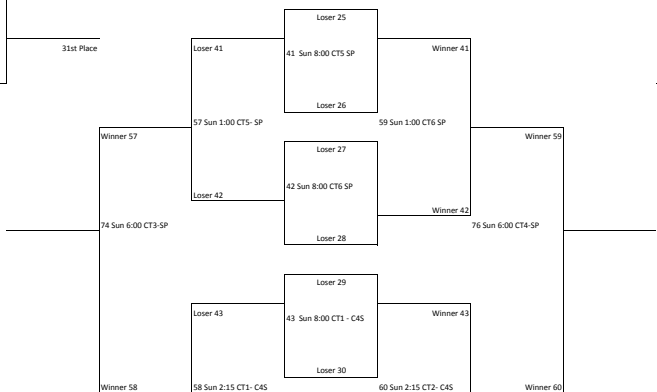 Loser 25
31st Place
Loser 41
41 Sun 8:00 CT5 SP
Winner 41
Loser 26
57 Sun 1:00 CT5- SP
59 Sun 1:00 CT6 SP
Winner 57
Loser 27
Winner 59
42 Sun 8:00 CT6 SP
Loser 42
Winner 42
74 Sun 6:00 CT3-SP
76 Sun 6:00 CT4-SP
Loser 28
Loser 29
Loser 43
43 Sun 8:00 CT1 - C4S
Winner 43
Loser 30
Winner 58
58 Sun 2:15 CT1- C4S
60 Sun 2:15 CT2- C4S
Winner 60